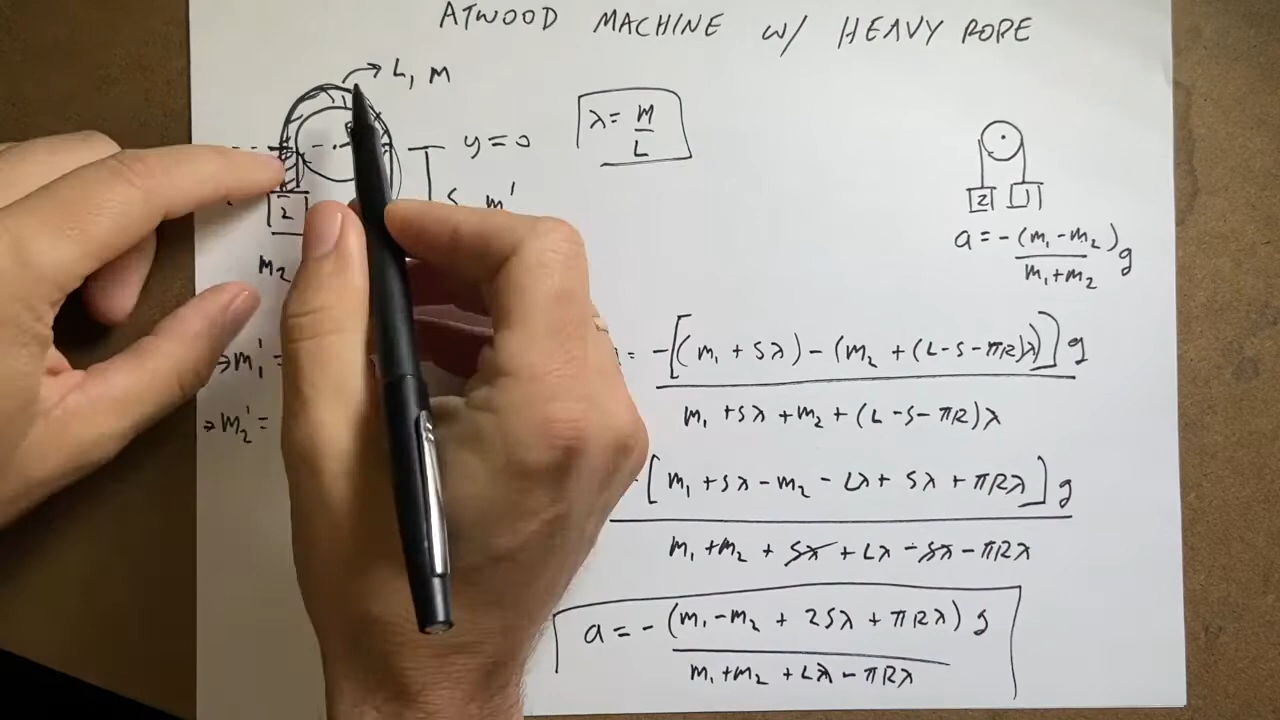 ATWOOD MACHINE W/ HEAVY ROPE
L, M
λ = M/L
y = 0
S m'
2
m₂
2 1
a = -(m₁ - m₂)/(m₁ + m₂) g
⇒ m₁' =
⇒ m₂' =
= -[(m₁ + Sλ) - (m₂ + (L - S - πR)λ)] g
m₁ + Sλ + m₂ + (L - S - πR)λ
-[m₁ + Sλ - m₂ - Lλ + Sλ + πRλ] g
m₁ + m₂ + Sλ + Lλ - Sλ - πRλ
a = -(m₁ - m₂ + 2Sλ + πRλ) g
m₁ + m₂ + Lλ - πRλ